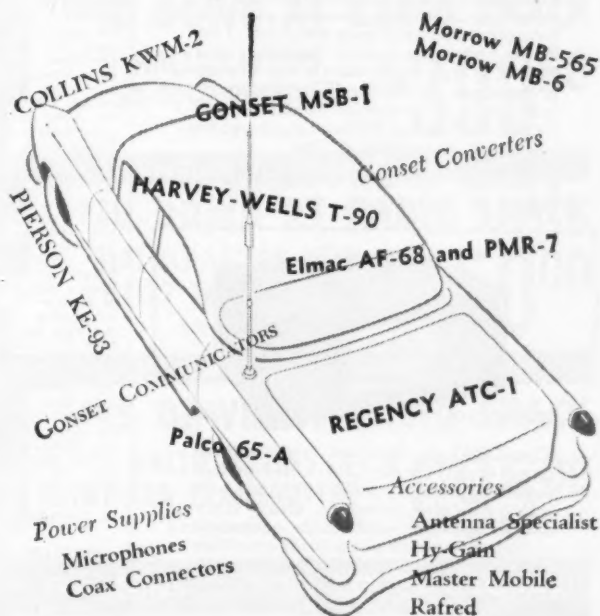 Morrow MB-565
Morrow MB-6
COLLINS KWM-2
GONSET MSB-1
Gonset Converters
HARVEY-WELLS T-90
Elmac AF-68 and PMR-7
PIERSON KE-93
GONSET COMMUNICATORS
REGENCY ATC-1
Palco 65-A
Power Supplies
Microphones
Coax Connectors
Accessories
Antenna Specialist
Hy-Gain
Master Mobile
Rafred